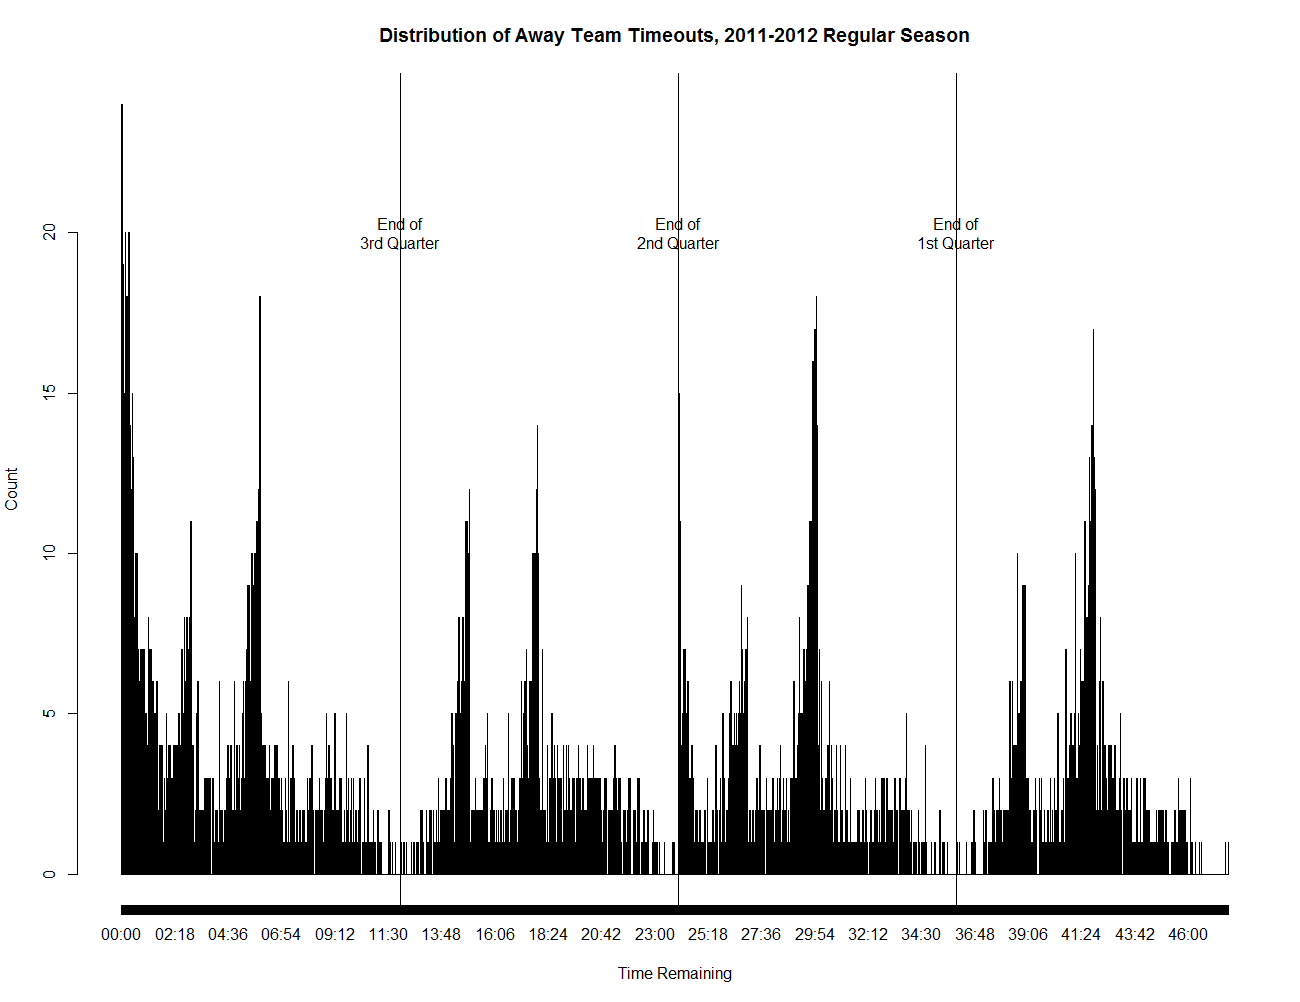 Distribution of Away Team Timeouts, 2011-2012 Regular Season
End of
3rd Quarter
End of
2nd Quarter
End of
1st Quarter
20
15
10
5
0
Count
00:00 02:18 04:36 06:54 09:12 11:30 13:48 16:06 18:24 20:42 23:00 25:18 27:36 29:54 32:12 34:30 36:48 39:06 41:24 43:42 46:00
Time Remaining